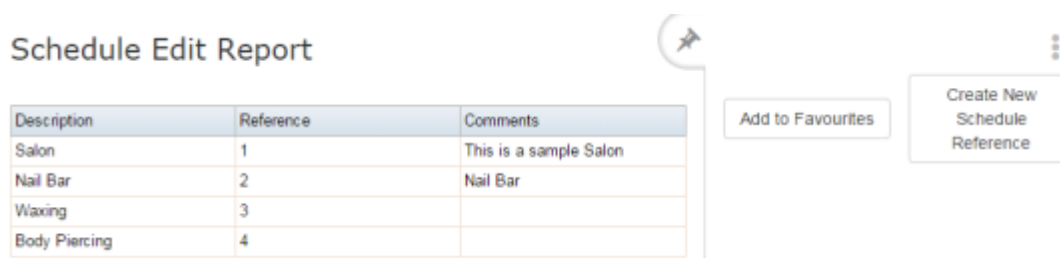 Schedule Edit Report
Description Reference Comments
Salon 1 This is a sample Salon
Nail Bar 2 Nail Bar
Waxing 3
Body Piercing 4
Add to Favourites
Create New
Schedule
Reference